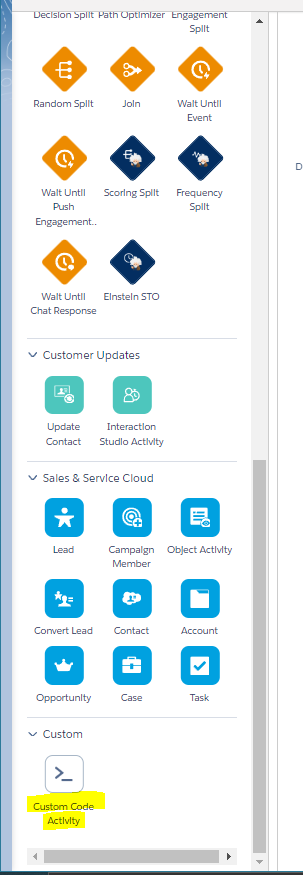 Decision Split Path Optimizer Engagement
Split
Random Split Join Wait Until
Event
Wait Until
Push
Engagement..
Scoring Split Frequency
Split
Wait Until
Chat Response
Einstein STO
Customer Updates
Update
Contact
Interaction
Studio Activity
Sales & Service Cloud
Lead Campaign
Member
Object Activity
Convert Lead Contact Account
Opportunity Case Task
Custom
Custom Code
Activity
D